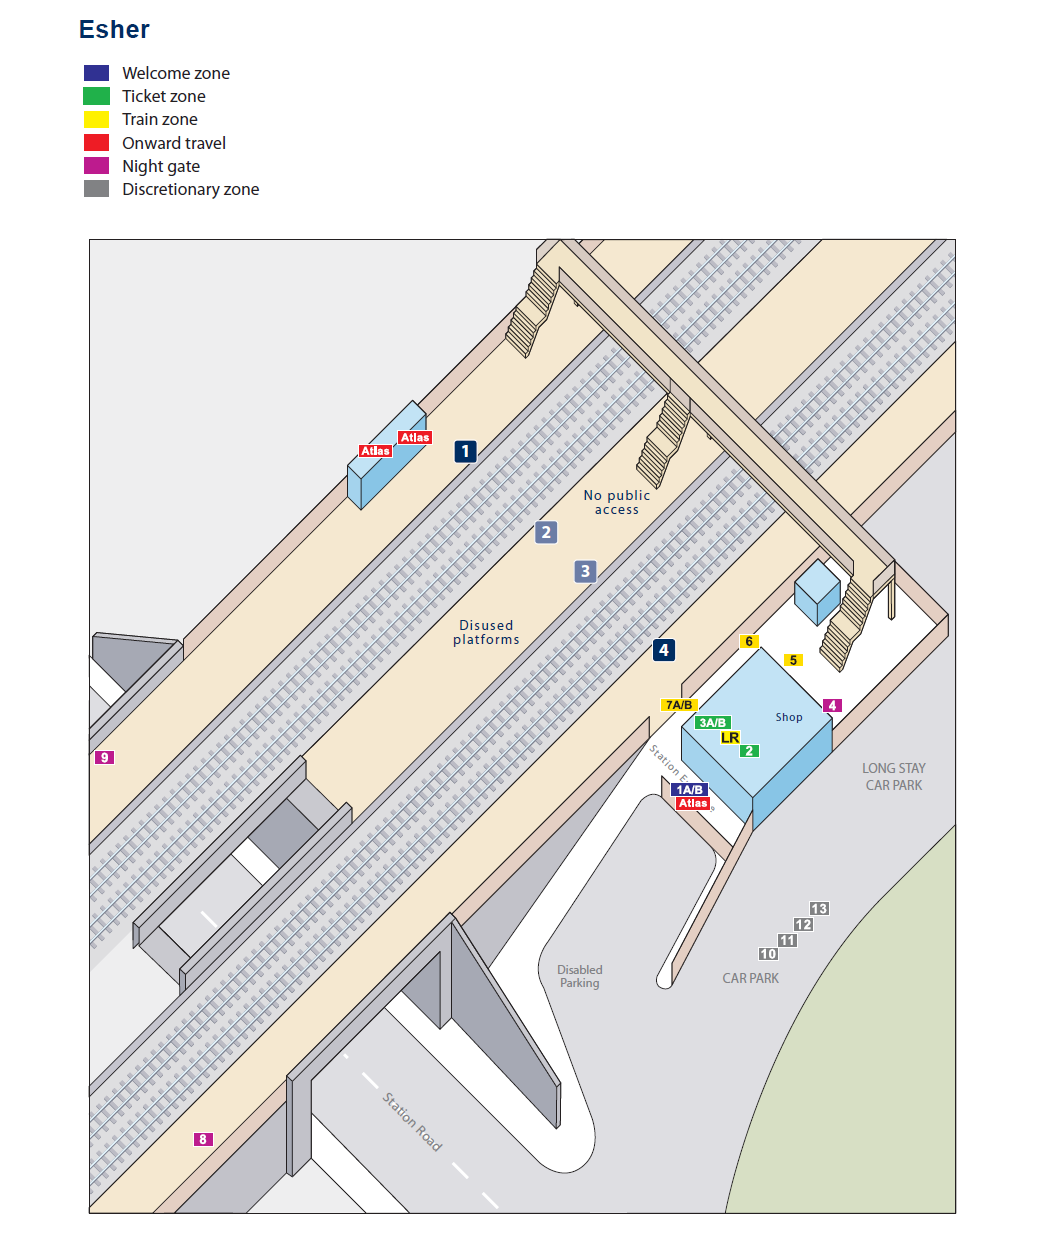 Esher
Welcome zone
Ticket zone
Train zone
Onward travel
Night gate
Discretionary zone
Atlas
Atlas
1
No public
access
2
3
Disused
platforms
4
6
5
7A/B
4
3A/B
Shop
LR
2
Station
1A/B
Atlas
9
LONG STAY
CAR PARK
13
12
11
10
Disabled
Parking
CAR PARK
Station Road
8